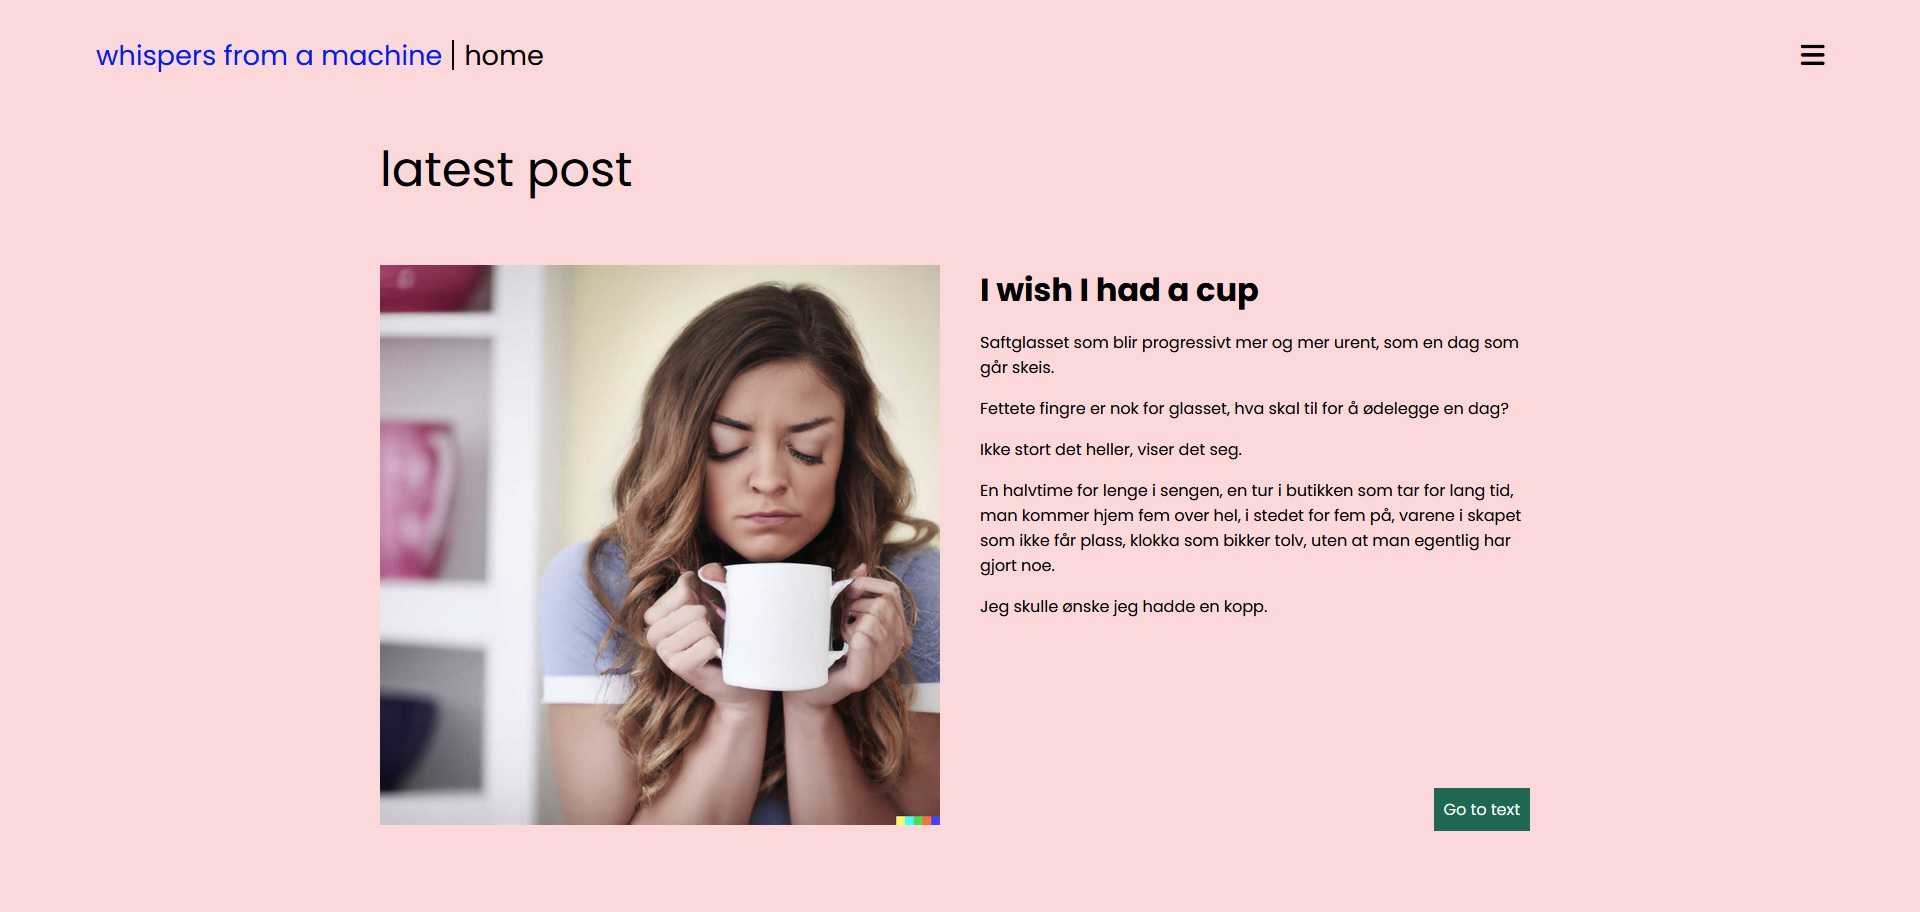 whispers from a machine | home
latest post
I wish I had a cup
Saftglasset som blir progressivt mer og mer urent, som en dag som
går skeis.
Fettete fingre er nok for glasset, hva skal til for å ødelegge en dag?
Ikke stort det heller, viser det seg.
En halvtime for lenge i sengen, en tur i butikken som tar for lang tid,
man kommer hjem fem over hel, i stedet for fem på, varene i skapet
som ikke får plass, klokka som bikker tolv, uten at man egentlig har
gjort noe.
Jeg skulle ønske jeg hadde en kopp.
Go to text